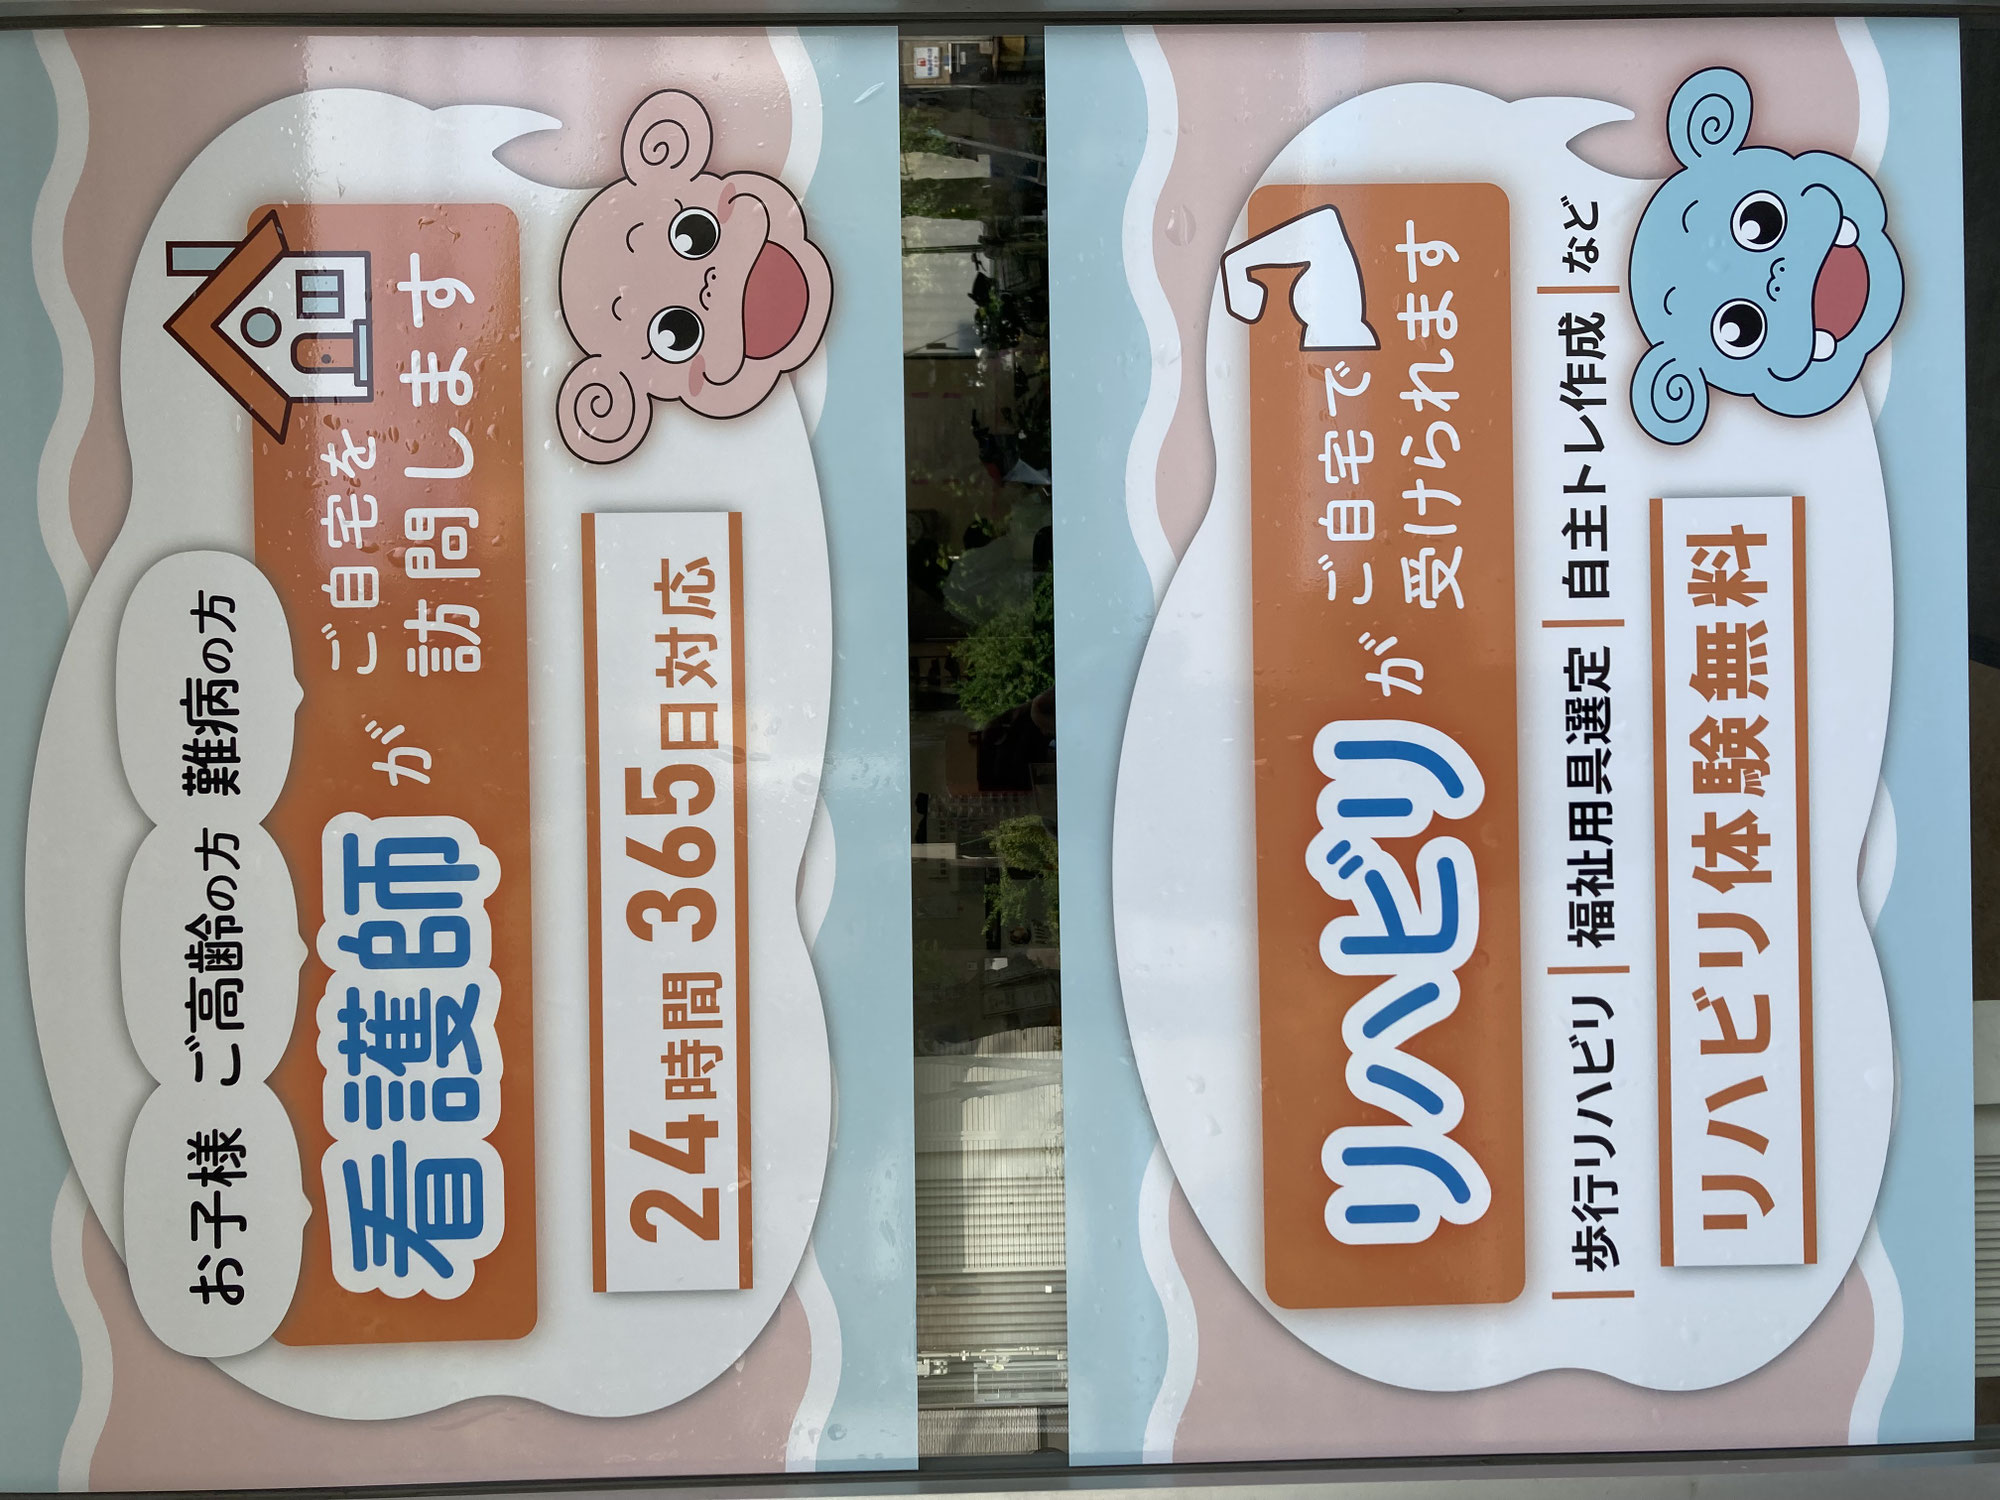 お子様 ご高齢の方 難病の方
看護師が ご自宅を
訪問します
24時間 365日対応
リハビリが ご自宅で
受けられます
歩行リハビリ|福祉用具選定|自主トレ作成|など
リハビリ体験無料